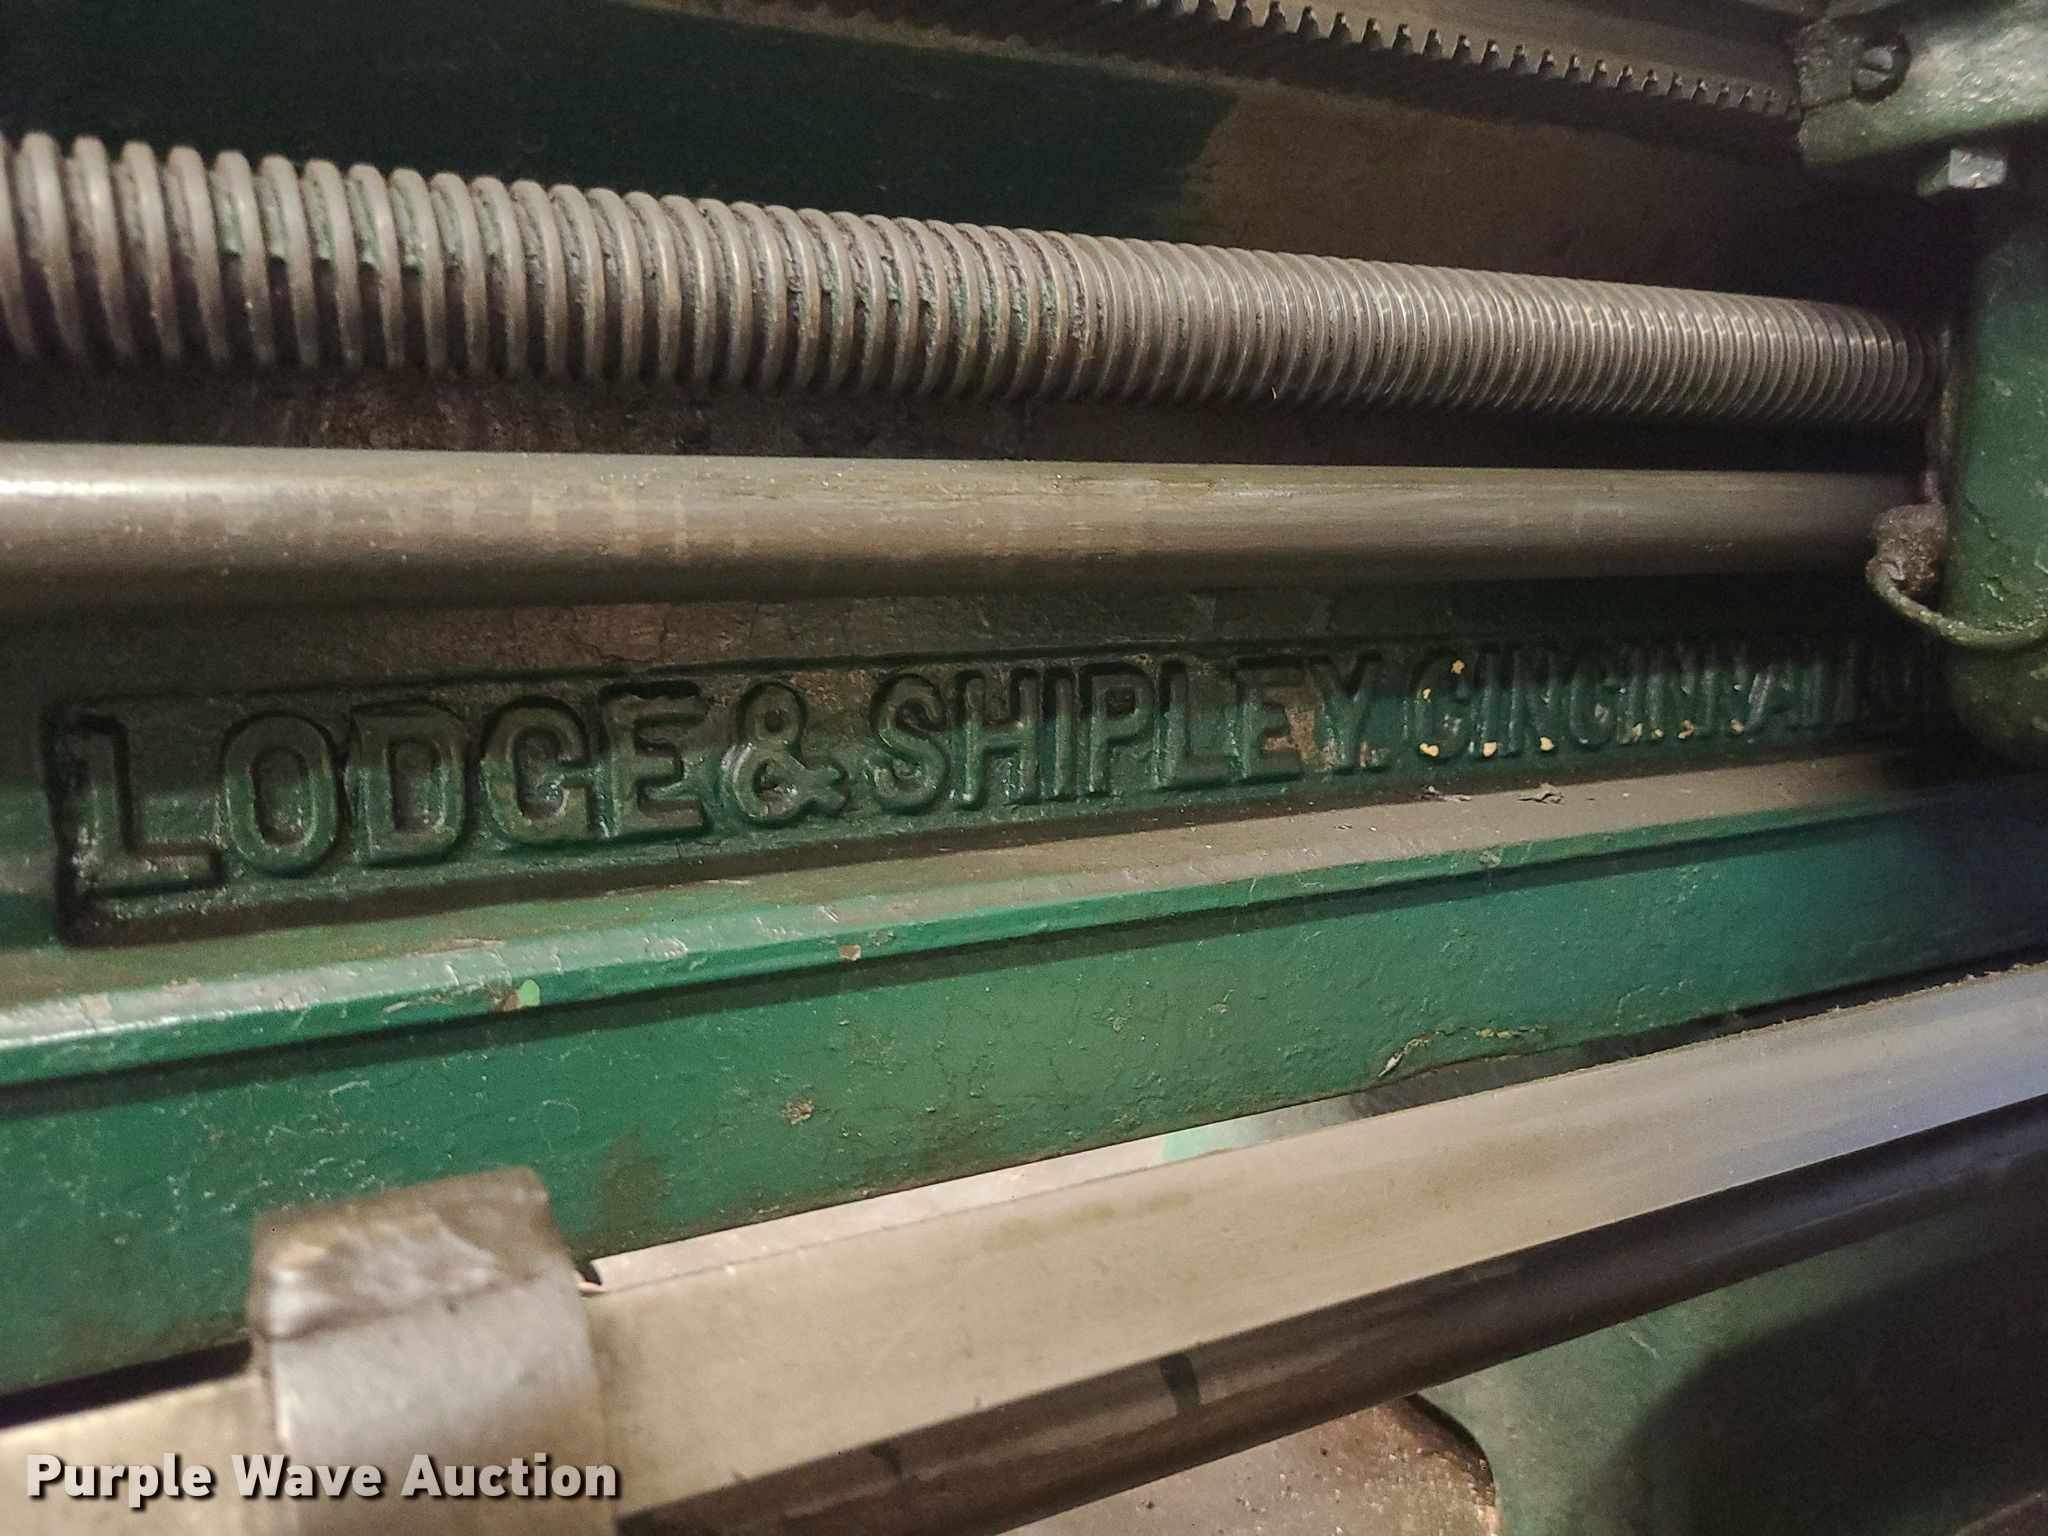 LODGE & SHIPLEY. CINCINNATI
Purple Wave Auction